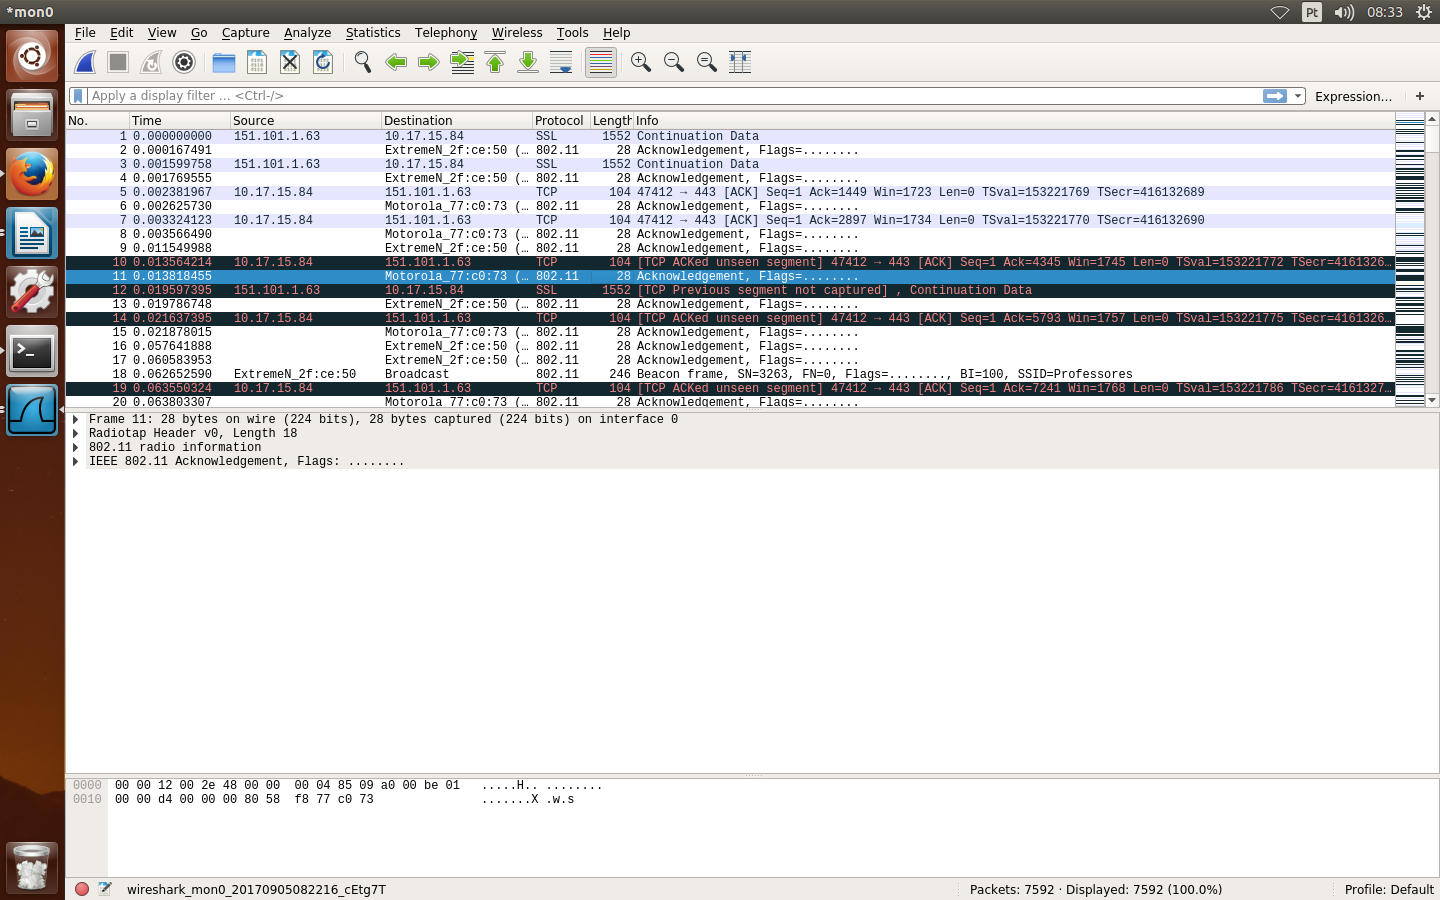 *mon0
Pt
08:33
File Edit View Go Capture Analyze Statistics Telephony Wireless Tools Help
Apply a display filter ... <Ctrl-/>
Expression...
+
No. Time Source Destination Protocol Length Info
1 0.000000000 151.101.1.63 10.17.15.84 SSL 1552 Continuation Data
2 0.000167491 ExtremeN_2f:ce:50 (… 802.11 28 Acknowledgement, Flags=........
3 0.001599758 151.101.1.63 10.17.15.84 SSL 1552 Continuation Data
4 0.001769555 ExtremeN_2f:ce:50 (… 802.11 28 Acknowledgement, Flags=........
5 0.002381967 10.17.15.84 151.101.1.63 TCP 104 47412 → 443 [ACK] Seq=1 Ack=1449 Win=1723 Len=0 TSval=153221769 TSecr=416132689
6 0.002625730 Motorola_77:c0:73 (… 802.11 28 Acknowledgement, Flags=........
7 0.003324123 10.17.15.84 151.101.1.63 TCP 104 47412 → 443 [ACK] Seq=1 Ack=2897 Win=1734 Len=0 TSval=153221770 TSecr=416132690
8 0.003566490 Motorola_77:c0:73 (… 802.11 28 Acknowledgement, Flags=........
9 0.011549988 ExtremeN_2f:ce:50 (… 802.11 28 Acknowledgement, Flags=........
10 0.013564214 10.17.15.84 151.101.1.63 TCP 104 [TCP ACKed unseen segment] 47412 → 443 [ACK] Seq=1 Ack=4345 Win=1745 Len=0 TSval=153221772 TSecr=4161326…
11 0.013818455 Motorola_77:c0:73 (… 802.11 28 Acknowledgement, Flags=........
12 0.019597395 151.101.1.63 10.17.15.84 SSL 1552 [TCP Previous segment not captured] , Continuation Data
13 0.019786748 ExtremeN_2f:ce:50 (… 802.11 28 Acknowledgement, Flags=........
14 0.021637395 10.17.15.84 151.101.1.63 TCP 104 [TCP ACKed unseen segment] 47412 → 443 [ACK] Seq=1 Ack=5793 Win=1757 Len=0 TSval=153221775 TSecr=4161326…
15 0.021878015 Motorola_77:c0:73 (… 802.11 28 Acknowledgement, Flags=........
16 0.057641888 ExtremeN_2f:ce:50 (… 802.11 28 Acknowledgement, Flags=........
17 0.060583953 ExtremeN_2f:ce:50 (… 802.11 28 Acknowledgement, Flags=........
18 0.062652590 ExtremeN_2f:ce:50 Broadcast 802.11 246 Beacon frame, SN=3263, FN=0, Flags=........, BI=100, SSID=Professores
19 0.063550324 10.17.15.84 151.101.1.63 TCP 104 [TCP ACKed unseen segment] 47412 → 443 [ACK] Seq=1 Ack=7241 Win=1768 Len=0 TSval=153221786 TSecr=4161327…
20 0.063803307 Motorola_77:c0:73 (… 802.11 28 Acknowledgement, Flags=........
Frame 11: 28 bytes on wire (224 bits), 28 bytes captured (224 bits) on interface 0
Radiotap Header v0, Length 18
802.11 radio information
IEEE 802.11 Acknowledgement, Flags: ........
0000 00 00 12 00 2e 48 00 00 00 04 85 09 a0 00 be 01 .....H.. ........
0010 00 00 d4 00 00 00 80 58 f8 77 c0 73 .......X .w.s
wireshark_mon0_20170905082216_cEtg7T
Packets: 7592 · Displayed: 7592 (100.0%)
Profile: Default